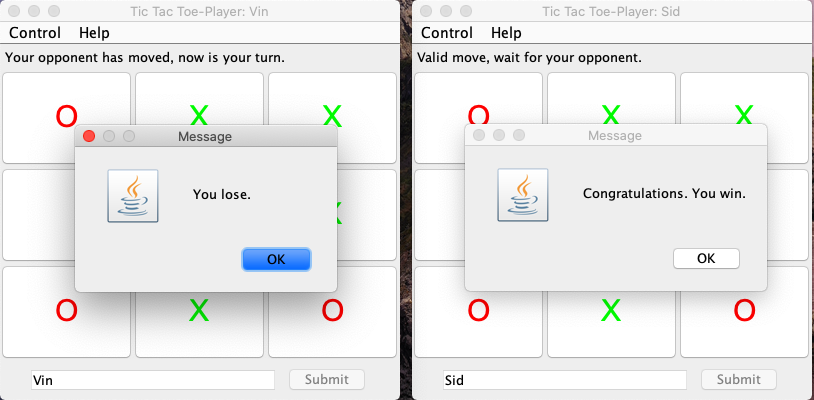 Tic Tac Toe-Player: Vin
Control Help
Your opponent has moved, now is your turn.
O X X
Message
You lose.
X
OK
O X O
Vin Submit
Tic Tac Toe-Player: Sid
Control Help
Valid move, wait for your opponent.
O X X
Message
Congratulations. You win.
OK
O X O
Sid Submit